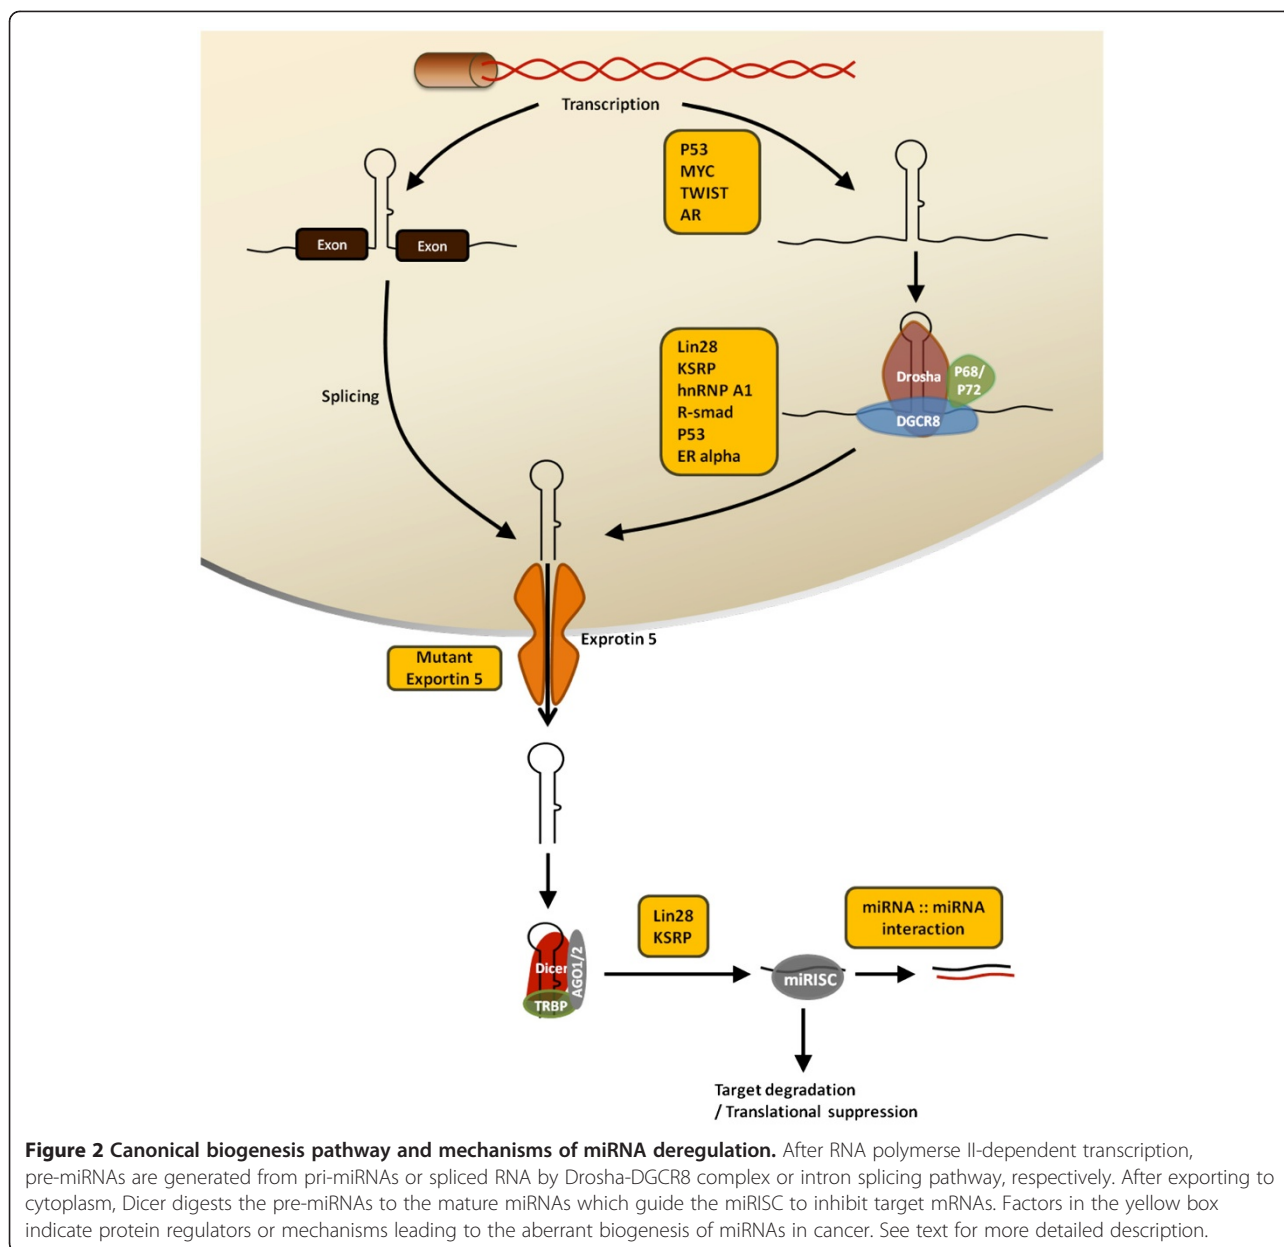 Transcription
P53
MYC
TWIST
AR
Exon
Exon
Splicing
Lin28
KSRP
hnRNP A1
R-smad
P53
ER alpha
Drosha
P68/
P72
DGCR8
Exprotin 5
Mutant
Exportin 5
Dicer
TRBP
AGO1/2
Lin28
KSRP
miRISC
miRNA :: miRNA
interaction
Target degradation
/ Translational suppression
Figure 2 Canonical biogenesis pathway and mechanisms of miRNA deregulation. After RNA polymerse II-dependent transcription,
pre-miRNAs are generated from pri-miRNAs or spliced RNA by Drosha-DGCR8 complex or intron splicing pathway, respectively. After exporting to
cytoplasm, Dicer digests the pre-miRNAs to the mature miRNAs which guide the miRISC to inhibit target mRNAs. Factors in the yellow box
indicate protein regulators or mechanisms leading to the aberrant biogenesis of miRNAs in cancer. See text for more detailed description.